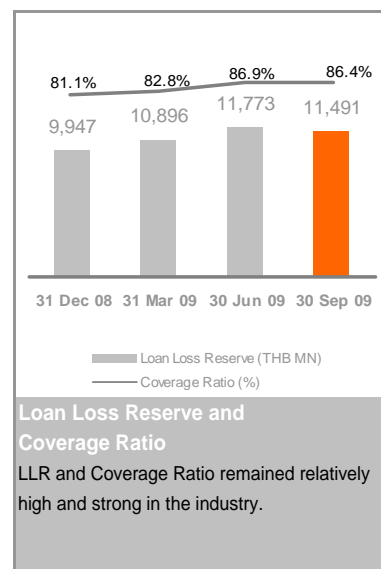 81.1% 82.8% 86.9% 86.4%
9,947 10,896 11,773 11,491
31 Dec 08 31 Mar 09 30 Jun 09 30 Sep 09
Loan Loss Reserve (THB MN)
Coverage Ratio (%)
Loan Loss Reserve and
Coverage Ratio
LLR and Coverage Ratio remained relatively
high and strong in the industry.